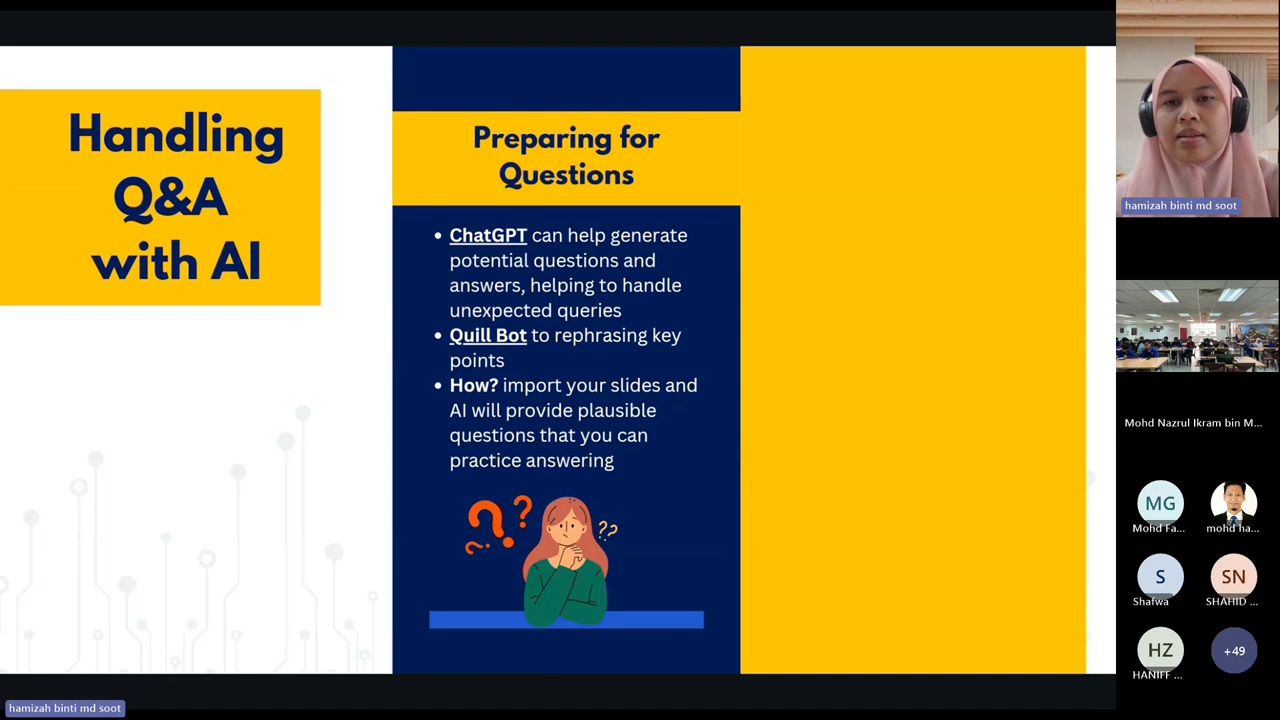 Handling
Q&A
with AI
Preparing for
Questions
• ChatGPT can help generate
potential questions and
answers, helping to handle
unexpected queries
• Quill Bot to rephrasing key
points
• How? import your slides and
AI will provide plausible
questions that you can
practice answering
hamizah binti md soot
Mohd Nazrul Ikram bin M...
MG
Mohd Fa...
mohd ha...
S
Shafwa
SN
SHAHID ...
HZ
HANIFF ...
+49
hamizah binti md soot